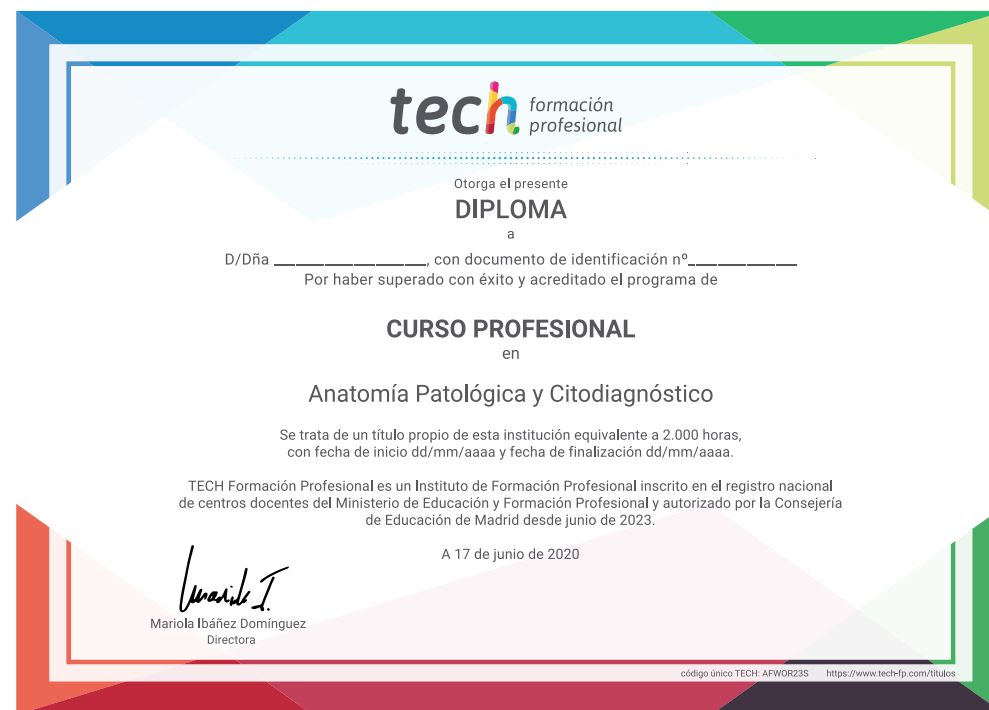 tech formación
profesional
Otorga el presente
DIPLOMA
a
D/Dña ____________________, con documento de identificación nº______________
Por haber superado con éxito y acreditado el programa de
CURSO PROFESIONAL
en
Anatomía Patológica y Citodiagnóstico
Se trata de un título propio de esta institución equivalente a 2.000 horas,
con fecha de inicio dd/mm/aaaa y fecha de finalización dd/mm/aaaa.
TECH Formación Profesional es un Instituto de Formación Profesional inscrito en el registro nacional
de centros docentes del Ministerio de Educación y Formación Profesional y autorizado por la Consejería
de Educación de Madrid desde junio de 2023.
A 17 de junio de 2020
Mariola Ibáñez Domínguez
Directora
código único TECH: AFWOR23S https://www.tech-fp.com/titulos